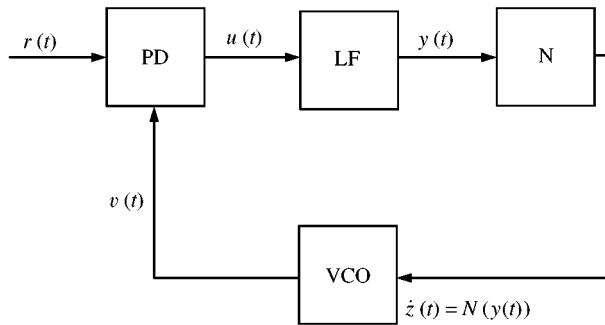 r (t)
PD
u (t)
LF
y (t)
N
v (t)
VCO
ż (t) = N (y(t))